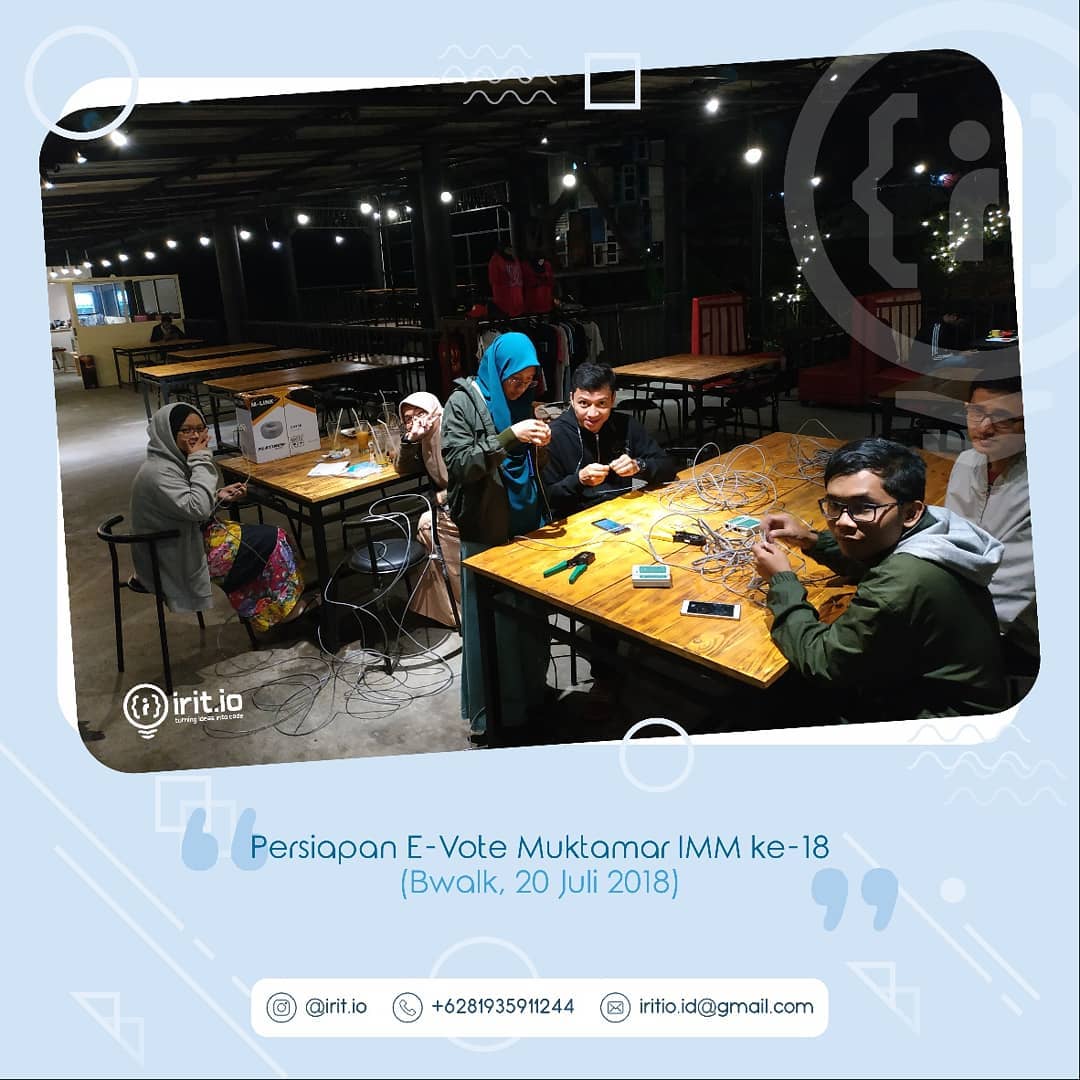 M-LINK
irit.io
turning ideas into code
Persiapan E-Vote Muktamar IMM ke-18
(Bwalk, 20 Juli 2018)
@irit.io +6281935911244 iritio.id@gmail.com